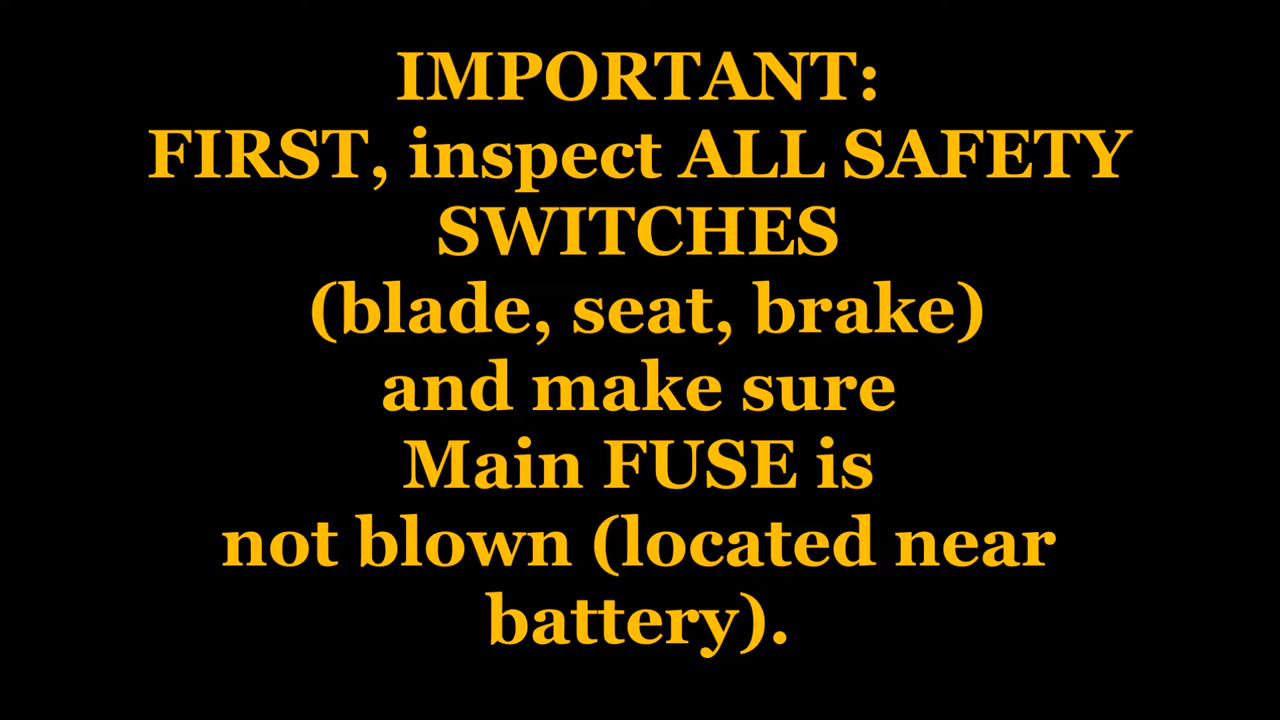 IMPORTANT:
FIRST, inspect ALL SAFETY
SWITCHES
(blade, seat, brake)
and make sure
Main FUSE is
not blown (located near
battery).